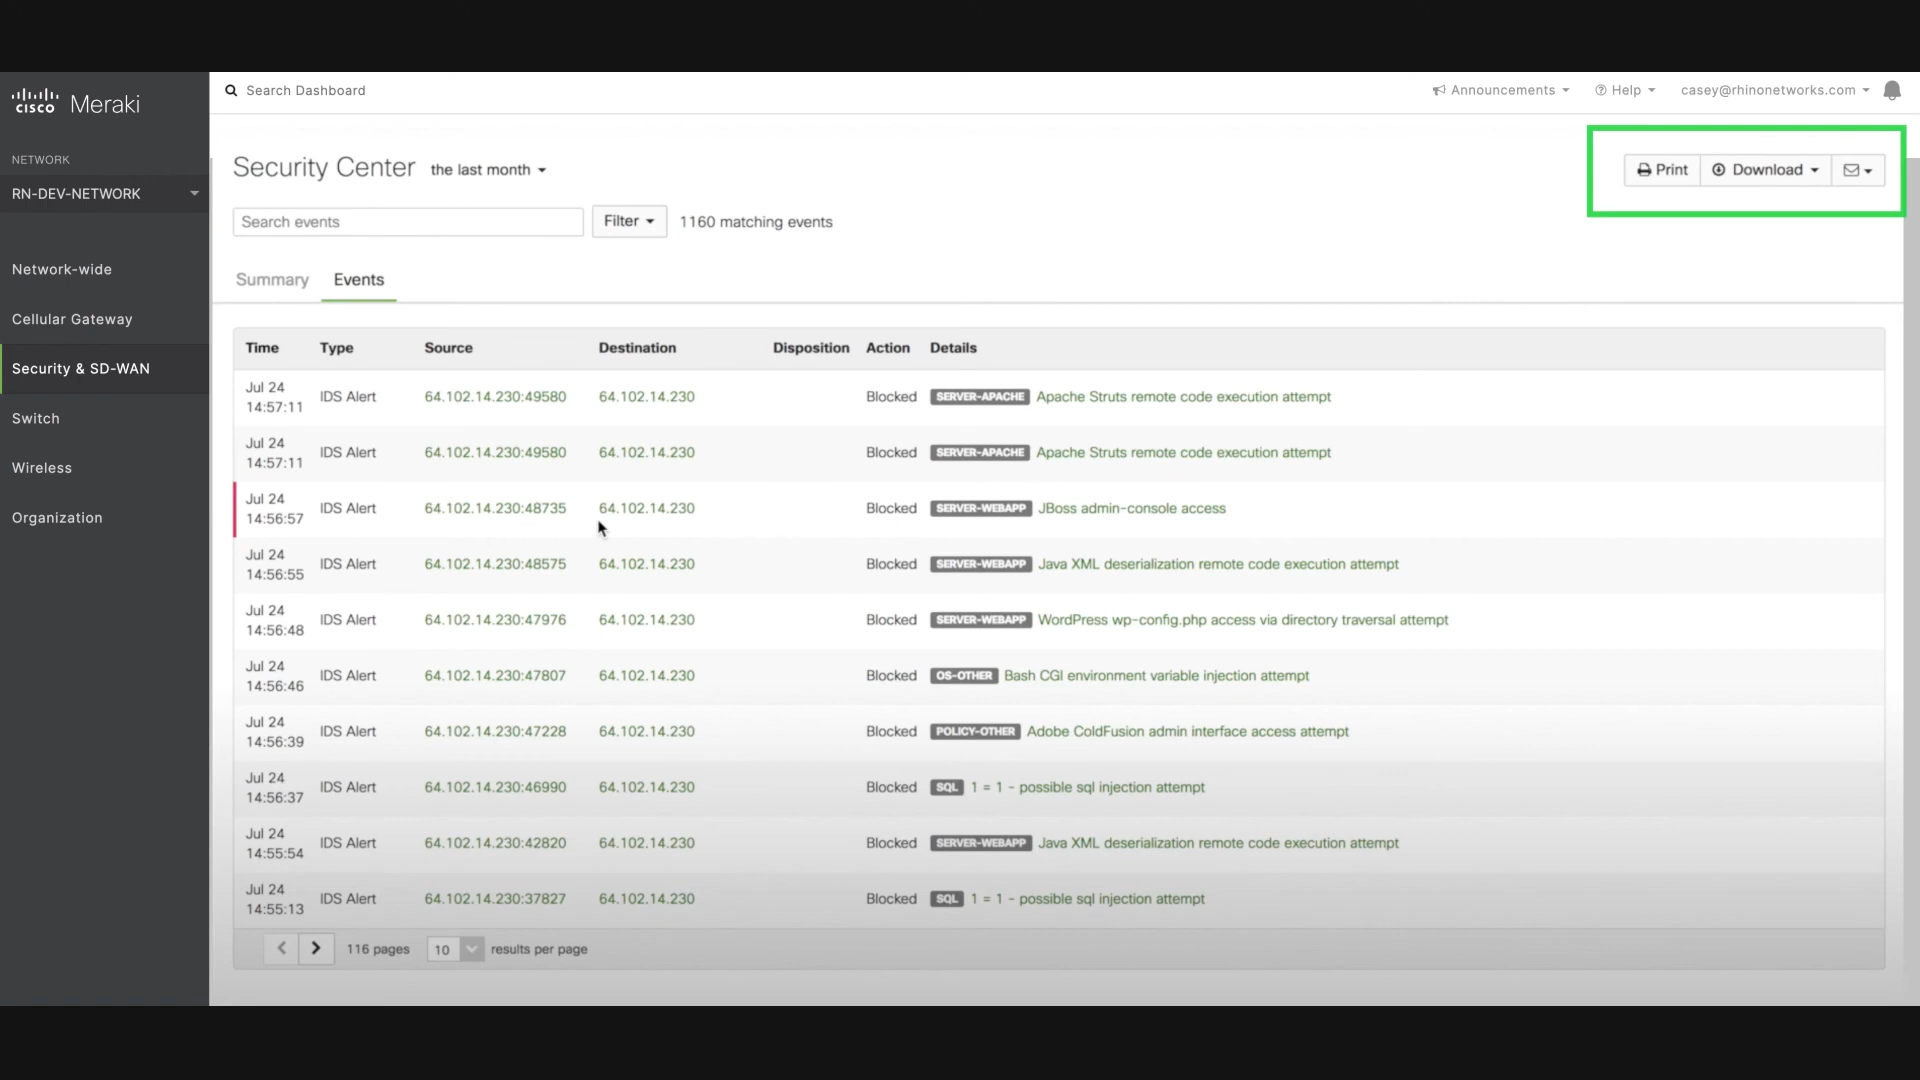 cisco Meraki
Search Dashboard
Announcements
Help
casey@rhinonetworks.com
NETWORK
RN-DEV-NETWORK
Network-wide
Cellular Gateway
Security & SD-WAN
Switch
Wireless
Organization
Security Center the last month
Print Download
Search events Filter 1160 matching events
Summary Events
Time Type Source Destination Disposition Action Details
Jul 24
14:57:11 IDS Alert 64.102.14.230:49580 64.102.14.230 Blocked SERVER-APACHE Apache Struts remote code execution attempt
Jul 24
14:57:11 IDS Alert 64.102.14.230:49580 64.102.14.230 Blocked SERVER-APACHE Apache Struts remote code execution attempt
Jul 24
14:56:57 IDS Alert 64.102.14.230:48735 64.102.14.230 Blocked SERVER-WEBAPP JBoss admin-console access
Jul 24
14:56:55 IDS Alert 64.102.14.230:48575 64.102.14.230 Blocked SERVER-WEBAPP Java XML deserialization remote code execution attempt
Jul 24
14:56:48 IDS Alert 64.102.14.230:47976 64.102.14.230 Blocked SERVER-WEBAPP WordPress wp-config.php access via directory traversal attempt
Jul 24
14:56:46 IDS Alert 64.102.14.230:47807 64.102.14.230 Blocked OS-OTHER Bash CGI environment variable injection attempt
Jul 24
14:56:39 IDS Alert 64.102.14.230:47228 64.102.14.230 Blocked POLICY-OTHER Adobe ColdFusion admin interface access attempt
Jul 24
14:56:37 IDS Alert 64.102.14.230:46990 64.102.14.230 Blocked SQL 1 = 1 - possible sql injection attempt
Jul 24
14:55:54 IDS Alert 64.102.14.230:42820 64.102.14.230 Blocked SERVER-WEBAPP Java XML deserialization remote code execution attempt
Jul 24
14:55:13 IDS Alert 64.102.14.230:37827 64.102.14.230 Blocked SQL 1 = 1 - possible sql injection attempt
116 pages 10 results per page